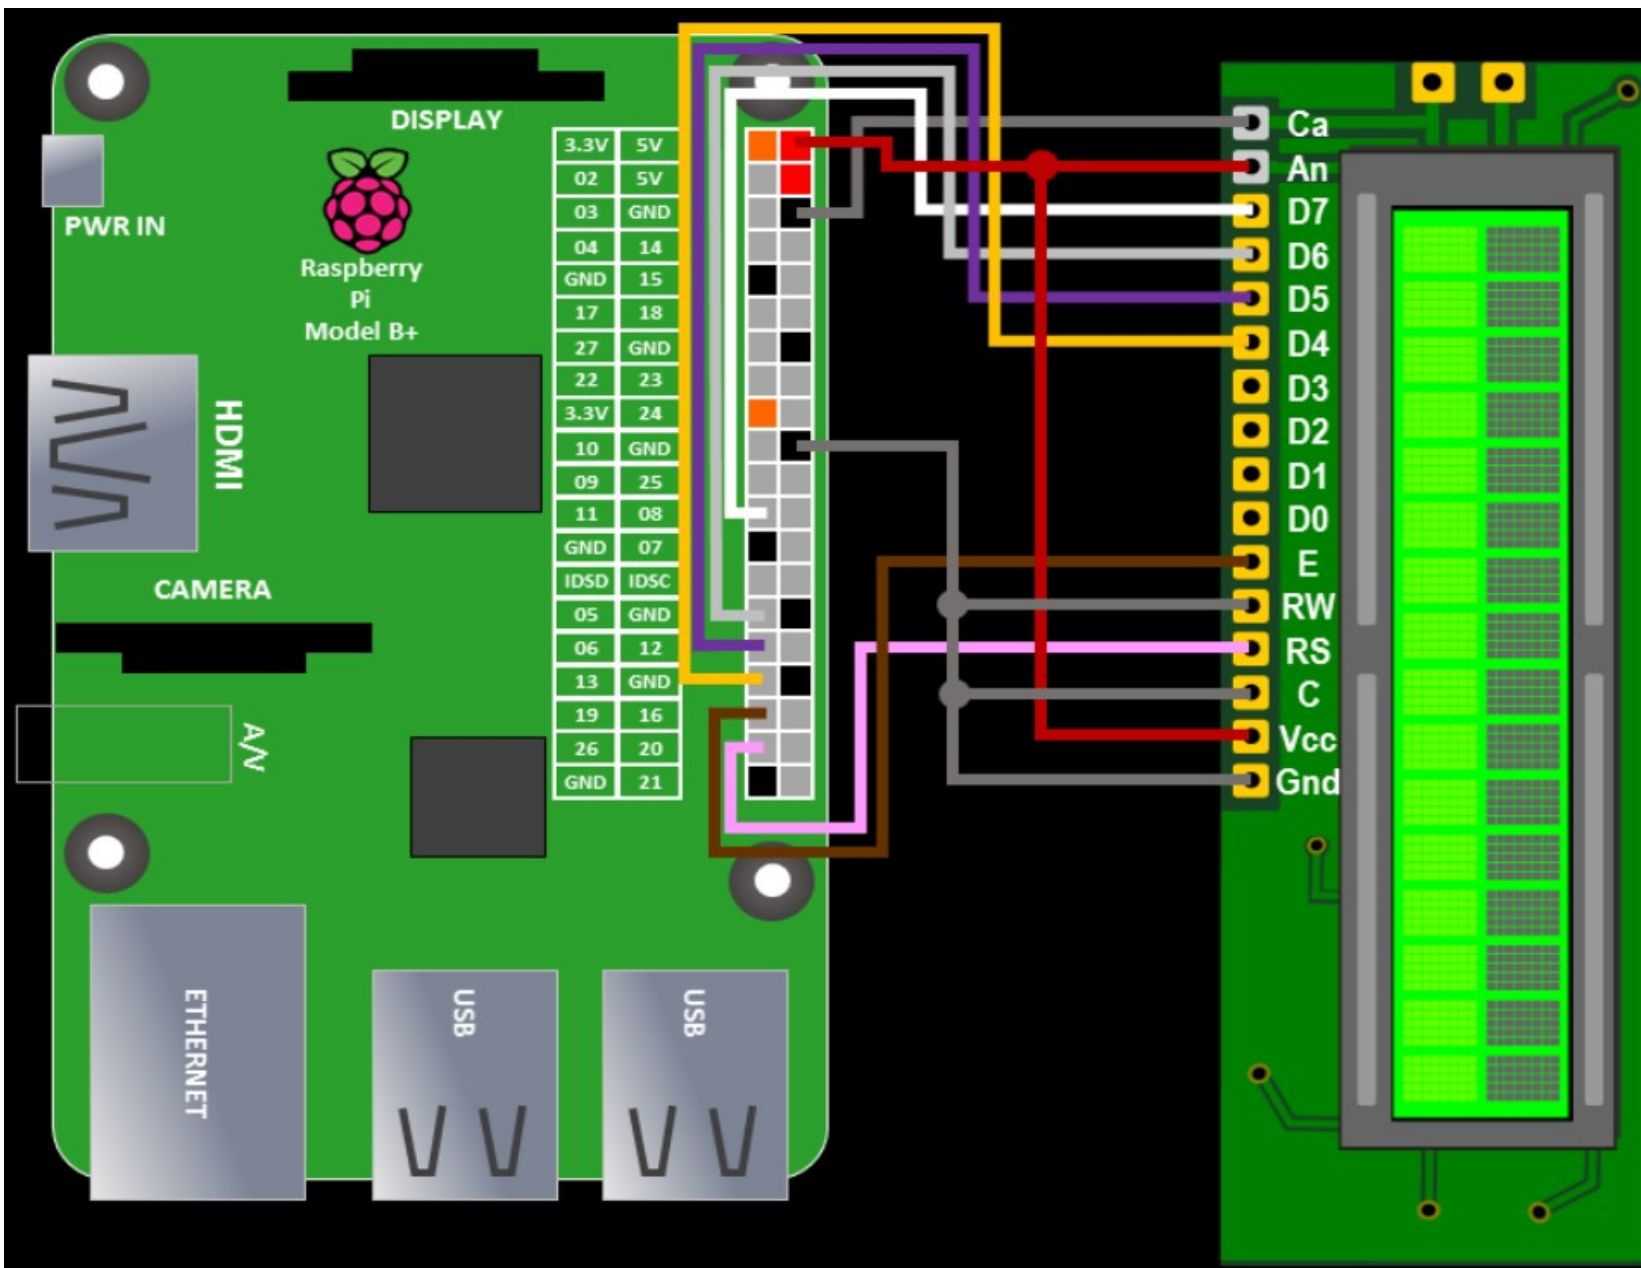 DISPLAY
PWR IN
Raspberry
Pi
Model B+
HDMI
CAMERA
A/V
ETHERNET
USB
USB
3.3V 5V
02 5V
03 GND
04 14
GND 15
17 18
27 GND
22 23
3.3V 24
10 GND
09 25
11 08
GND 07
IDSD IDSC
05 GND
06 12
13 GND
19 16
26 20
GND 21
Ca
An
D7
D6
D5
D4
D3
D2
D1
D0
E
RW
RS
C
Vcc
Gnd